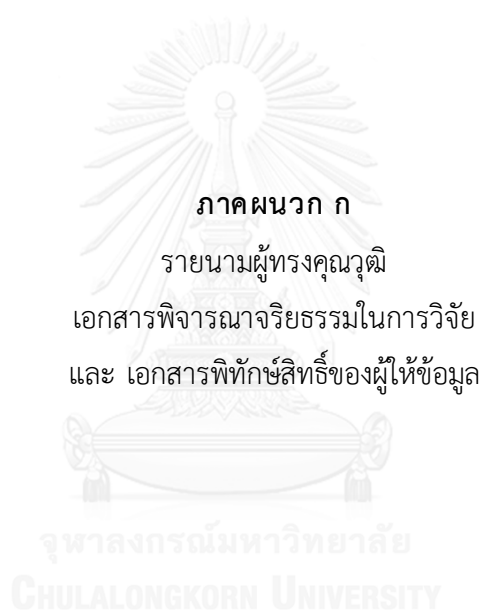 ภาคผนวก ก
รายนามผู้ทรงคุณวุฒิ
เอกสารพิจารณาจริยธรรมในการวิจัย
และ เอกสารพิทักษ์สิทธิ์ของผู้ให้ข้อมูล
จุฬาลงกรณ์มหาวิทยาลัย
CHULALONGKORN UNIVERSITY